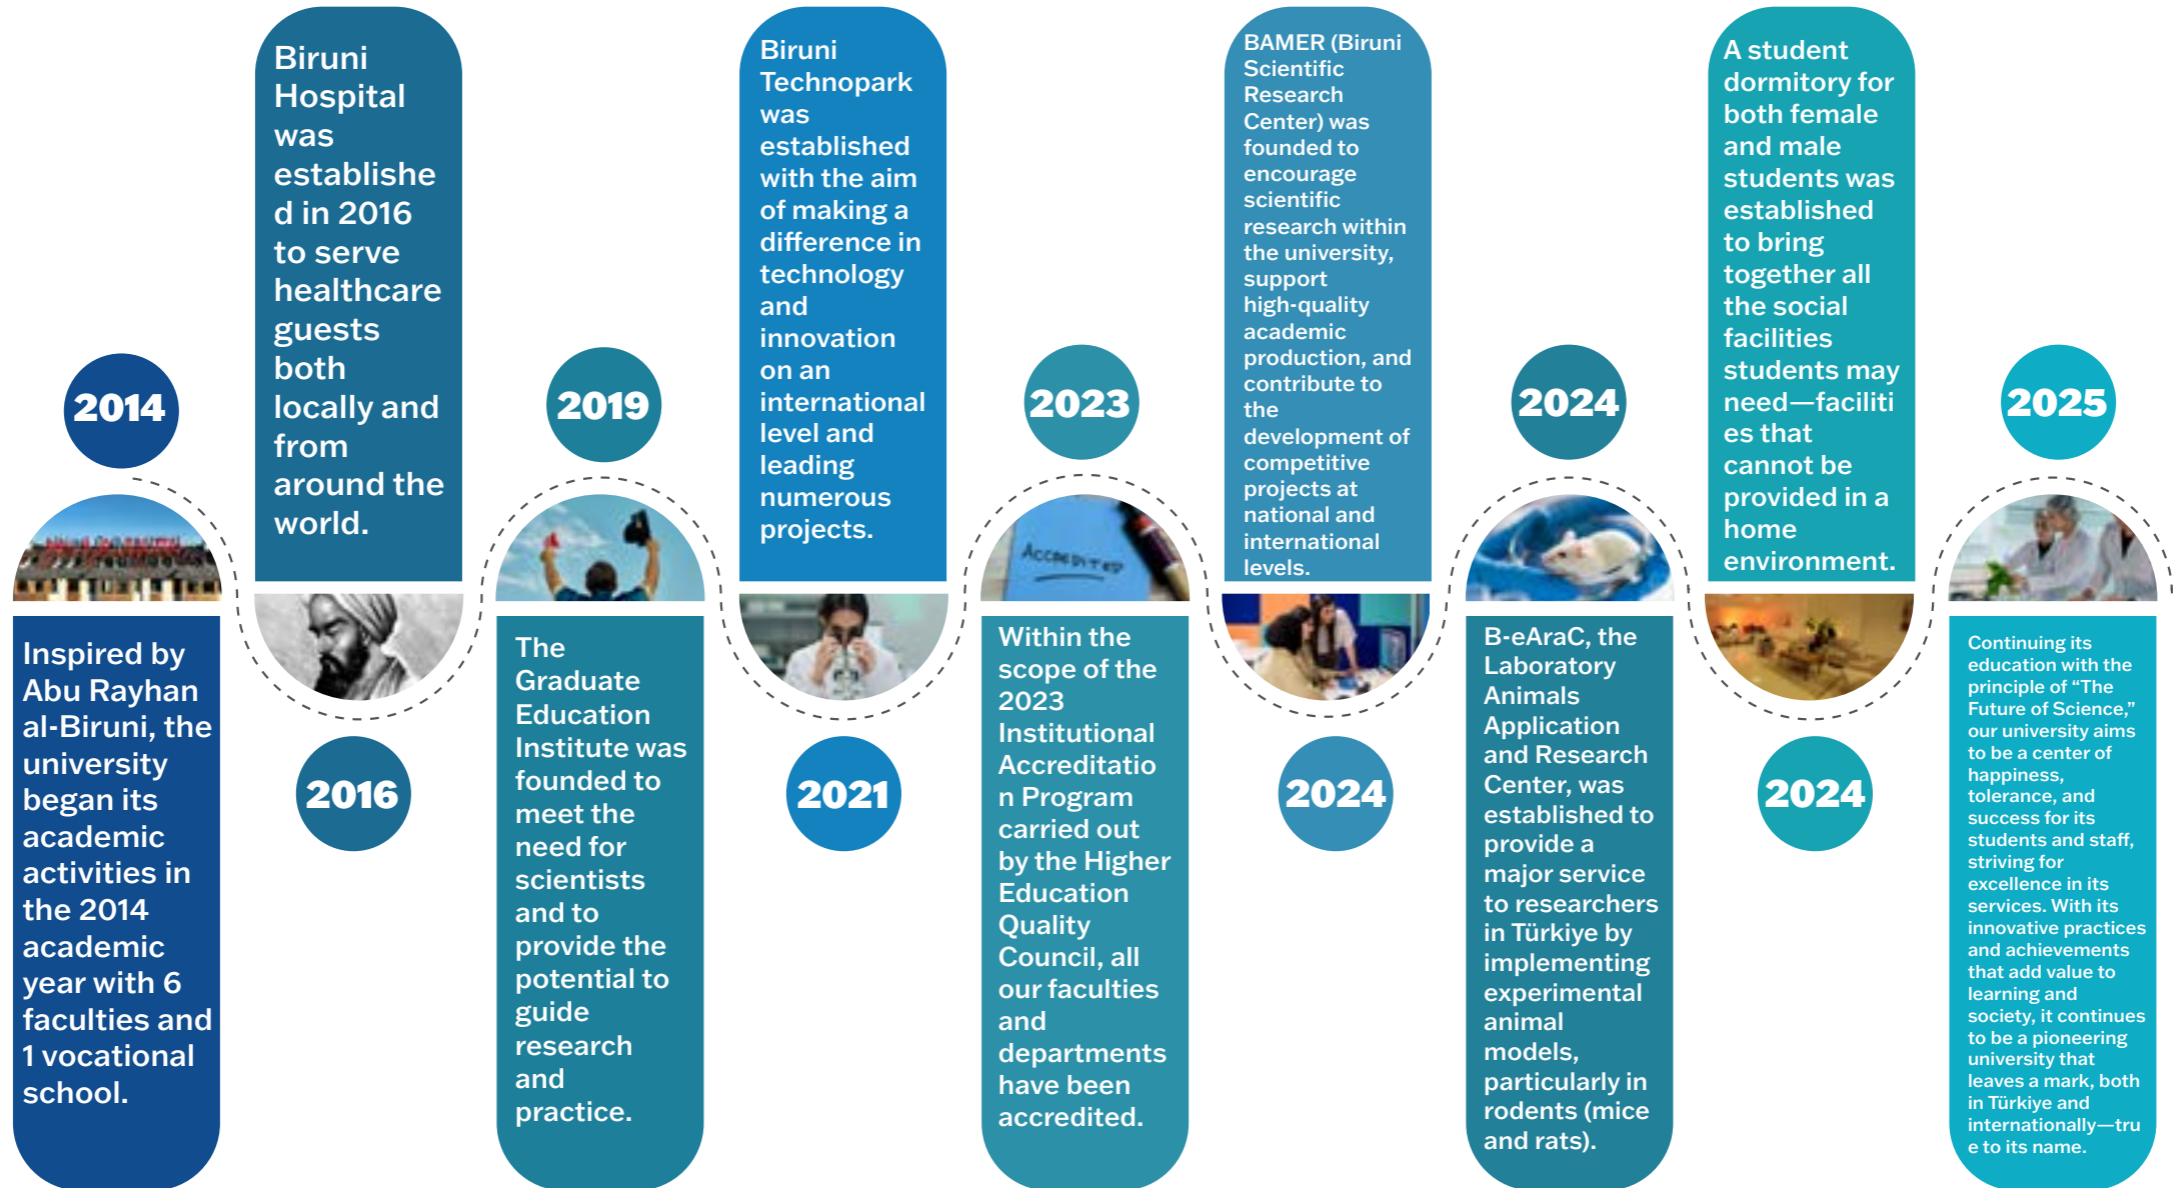 2014
Inspired by
Abu Rayhan
al-Biruni, the
university
began its
academic
activities in
the 2014
academic
year with 6
faculties and
1 vocational
school.
Biruni
Hospital
was
establishe
d in 2016
to serve
healthcare
guests
both
locally and
from
around the
world.
2016
2019
The
Graduate
Education
Institute was
founded to
meet the
need for
scientists
and to
provide the
potential to
guide
research
and
practice.
Biruni
Technopark
was
established
with the aim
of making a
difference in
technology
and
innovation
on an
international
level and
leading
numerous
projects.
2021
2023
ACCREDITED
Within the
scope of the
2023
Institutional
Accreditatio
n Program
carried out
by the Higher
Education
Quality
Council, all
our faculties
and
departments
have been
accredited.
BAMER (Biruni
Scientific
Research
Center) was
founded to
encourage
scientific
research within
the university,
support
high-quality
academic
production, and
contribute to
the
development of
competitive
projects at
national and
international
levels.
2024
2024
B-eAraC, the
Laboratory
Animals
Application
and Research
Center, was
established to
provide a
major service
to researchers
in Türkiye by
implementing
experimental
animal
models,
particularly in
rodents (mice
and rats).
A student
dormitory for
both female
and male
students was
established
to bring
together all
the social
facilities
students may
need—faciliti
es that
cannot be
provided in a
home
environment.
2024
2025
Continuing its
education with the
principle of “The
Future of Science,”
our university aims
to be a center of
happiness,
tolerance, and
success for its
students and staff,
striving for
excellence in its
services. With its
innovative practices
and achievements
that add value to
learning and
society, it continues
to be a pioneering
university that
leaves a mark, both
in Türkiye and
internationally—tru
e to its name.